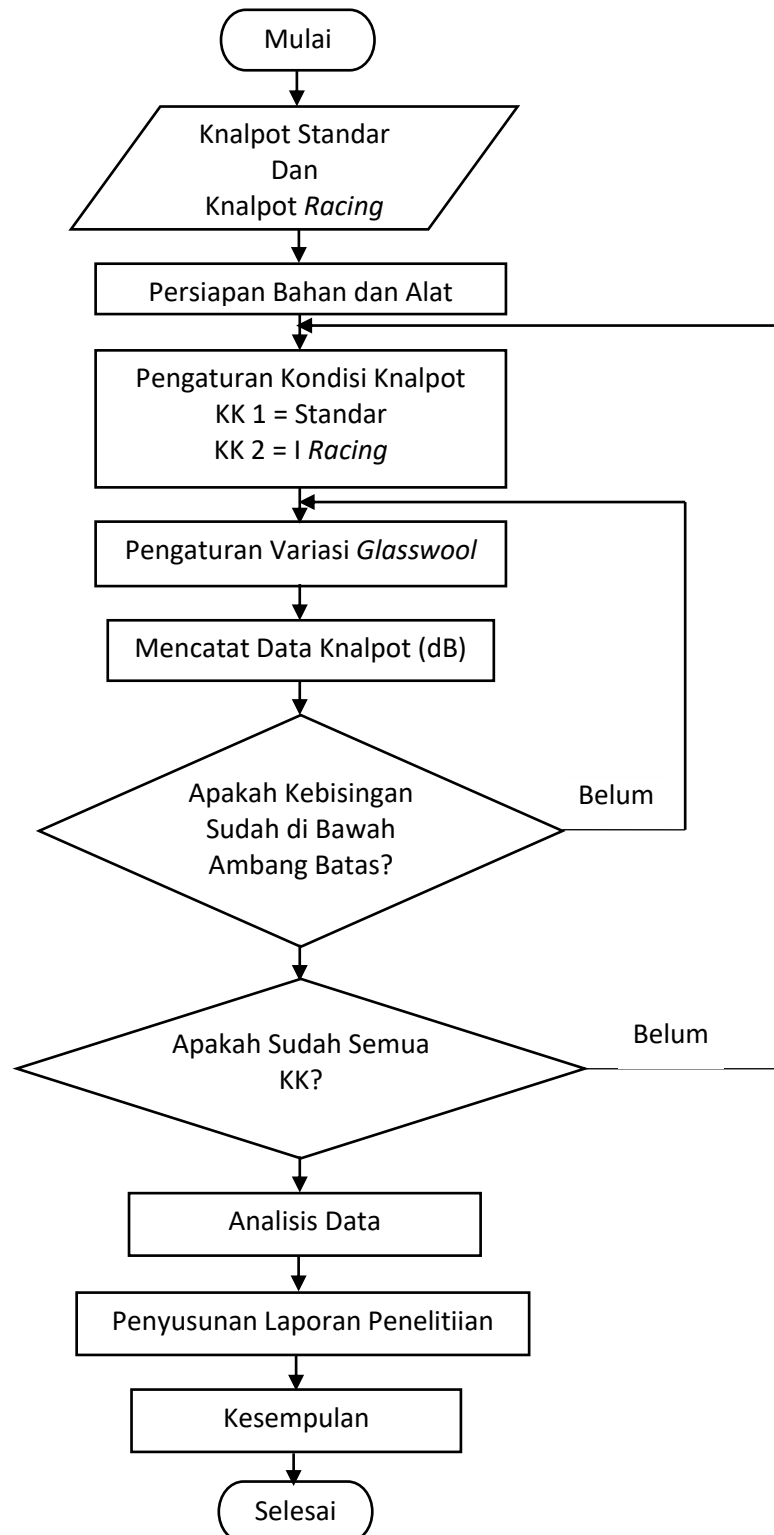 Mulai
Knalpot Standar
Dan
Knalpot Racing
Persiapan Bahan dan Alat
Pengaturan Kondisi Knalpot
KK 1 = Standar
KK 2 = I Racing
Pengaturan Variasi Glasswool
Mencatat Data Knalpot (dB)
Apakah Kebisingan
Sudah di Bawah
Ambang Batas?
Belum
Apakah Sudah Semua
KK?
Belum
Analisis Data
Penyusunan Laporan Penelitiian
Kesempulan
Selesai